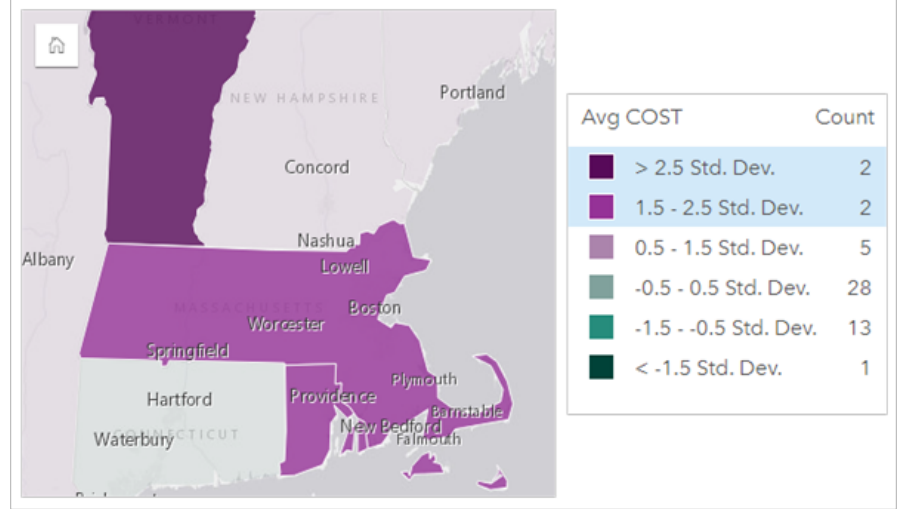 VERMONT
NEW HAMPSHIRE
Portland
Concord
Nashua
Albany
Lowell
MASSACHUSETTS
Boston
Worcester
Springfield
Plymouth
Hartford
Providence
Barnstable
New Bedford
CONNECTICUT
Waterbury
Falmouth
Avg COST Count
> 2.5 Std. Dev. 2
1.5 - 2.5 Std. Dev. 2
0.5 - 1.5 Std. Dev. 5
-0.5 - 0.5 Std. Dev. 28
-1.5 - -0.5 Std. Dev. 13
< -1.5 Std. Dev. 1